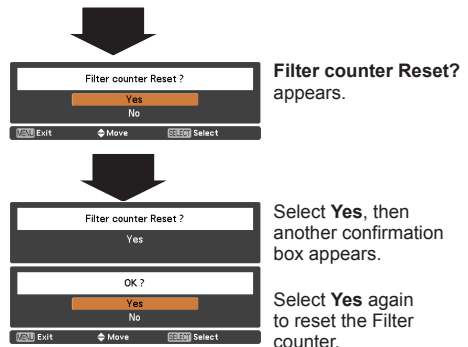 Filter counter Reset ?
Yes
No
MENU Exit
Move
SELECT Select
Filter counter Reset?
appears.
Filter counter Reset ?
Yes
OK ?
Yes
No
MENU Exit
Move
SELECT Select
Select Yes, then
another confirmation
box appears.
Select Yes again
to reset the Filter
counter.